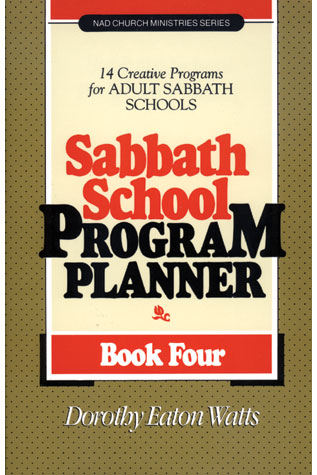 NAD CHURCH MINISTRIES SERIES
14 Creative Programs
for ADULT SABBATH
SCHOOLS
Sabbath
School
PROGRAM
PLANNER
Book Four
Dorothy Eaton Watts